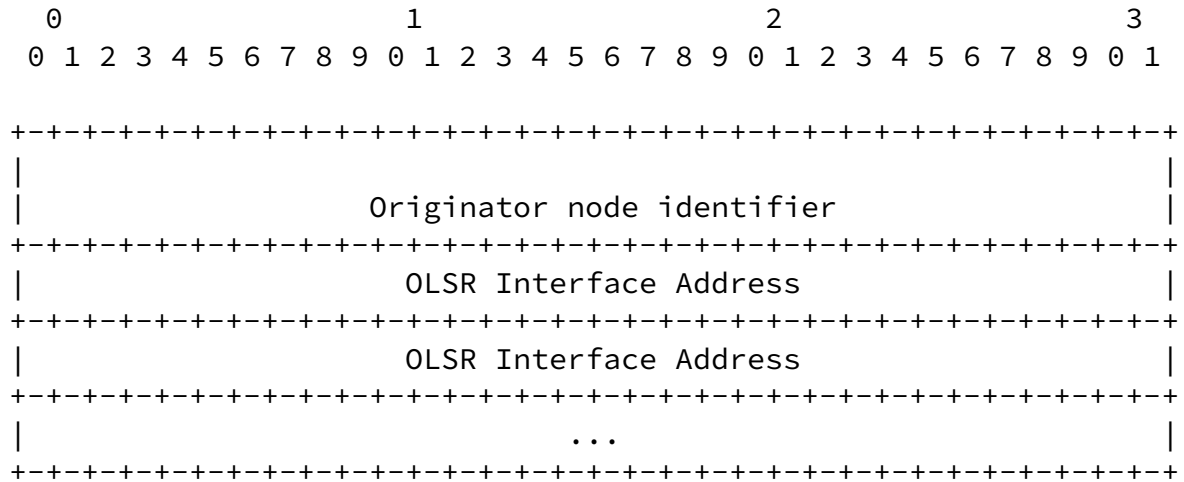 0                   1                   2                   3
0 1 2 3 4 5 6 7 8 9 0 1 2 3 4 5 6 7 8 9 0 1 2 3 4 5 6 7 8 9 0 1
+-+-+-+-+-+-+-+-+-+-+-+-+-+-+-+-+-+-+-+-+-+-+-+-+-+-+-+-+-+-+-+-+
|                                                               |
|                   Originator node identifier                  |
+-+-+-+-+-+-+-+-+-+-+-+-+-+-+-+-+-+-+-+-+-+-+-+-+-+-+-+-+-+-+-+-+
|                     OLSR Interface Address                    |
+-+-+-+-+-+-+-+-+-+-+-+-+-+-+-+-+-+-+-+-+-+-+-+-+-+-+-+-+-+-+-+-+
|                     OLSR Interface Address                    |
+-+-+-+-+-+-+-+-+-+-+-+-+-+-+-+-+-+-+-+-+-+-+-+-+-+-+-+-+-+-+-+-+
|                              ...                              |
+-+-+-+-+-+-+-+-+-+-+-+-+-+-+-+-+-+-+-+-+-+-+-+-+-+-+-+-+-+-+-+-+